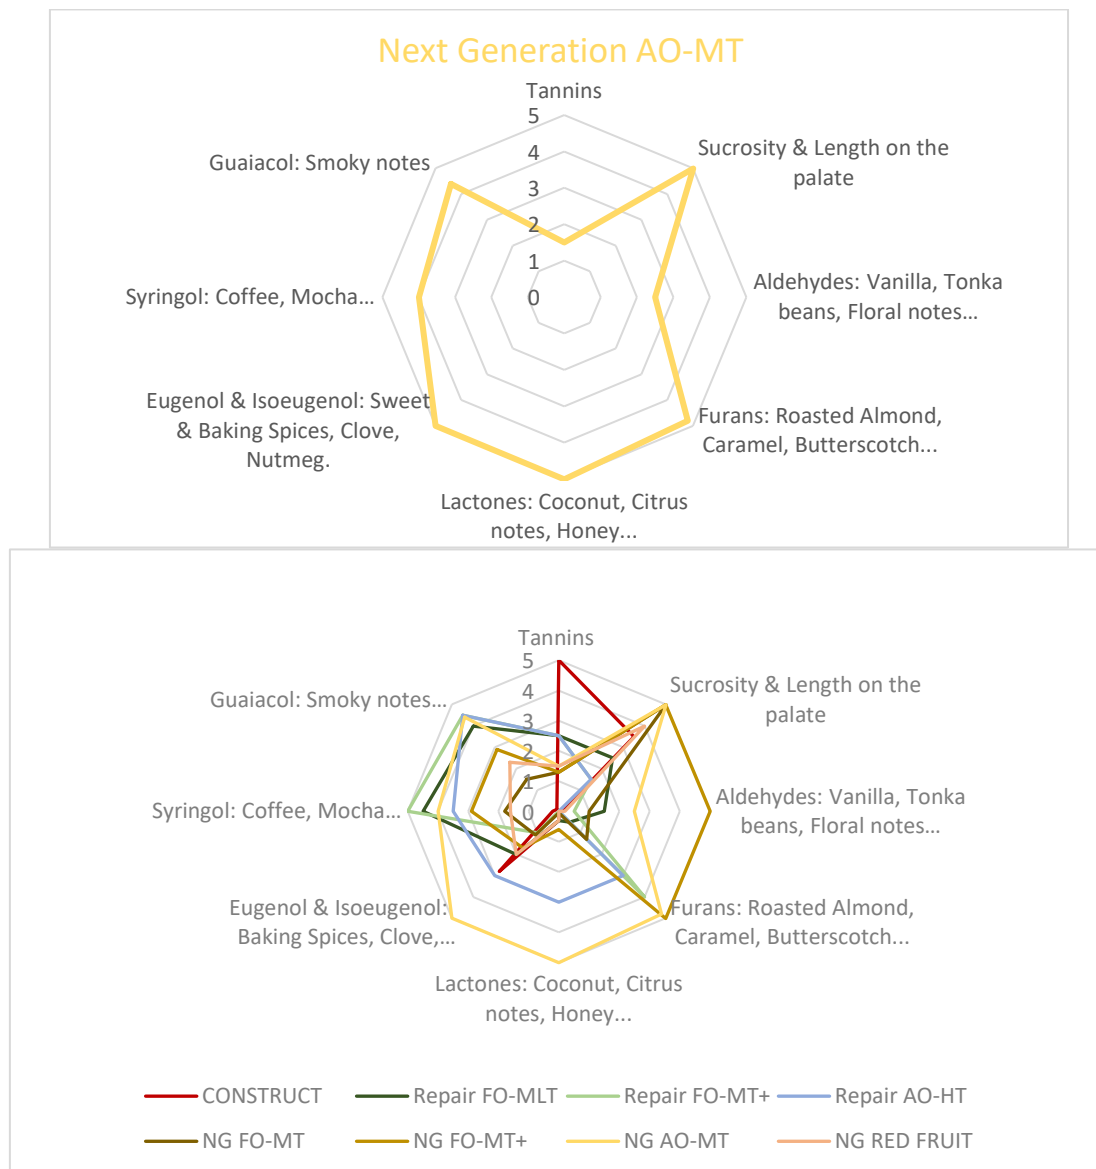 Next Generation AO-MT
Tannins
5
4
3
2
1
0
Sucrosity & Length on the
palate
Guaiacol: Smoky notes
Syringol: Coffee, Mocha...
Aldehydes: Vanilla, Tonka
beans, Floral notes...
Eugenol & Isoeugenol: Sweet
& Baking Spices, Clove,
Nutmeg.
Furans: Roasted Almond,
Caramel, Butterscotch...
Lactones: Coconut, Citrus
notes, Honey...
Tannins
5
4
3
2
1
0
Sucrosity & Length on the
palate
Guaiacol: Smoky notes...
Syringol: Coffee, Mocha...
Aldehydes: Vanilla, Tonka
beans, Floral notes...
Eugenol & Isoeugenol:
Baking Spices, Clove,...
Furans: Roasted Almond,
Caramel, Butterscotch...
Lactones: Coconut, Citrus
notes, Honey...
CONSTRUCT
Repair FO-MLT
Repair FO-MT+
Repair AO-HT
NG FO-MT
NG FO-MT+
NG AO-MT
NG RED FRUIT